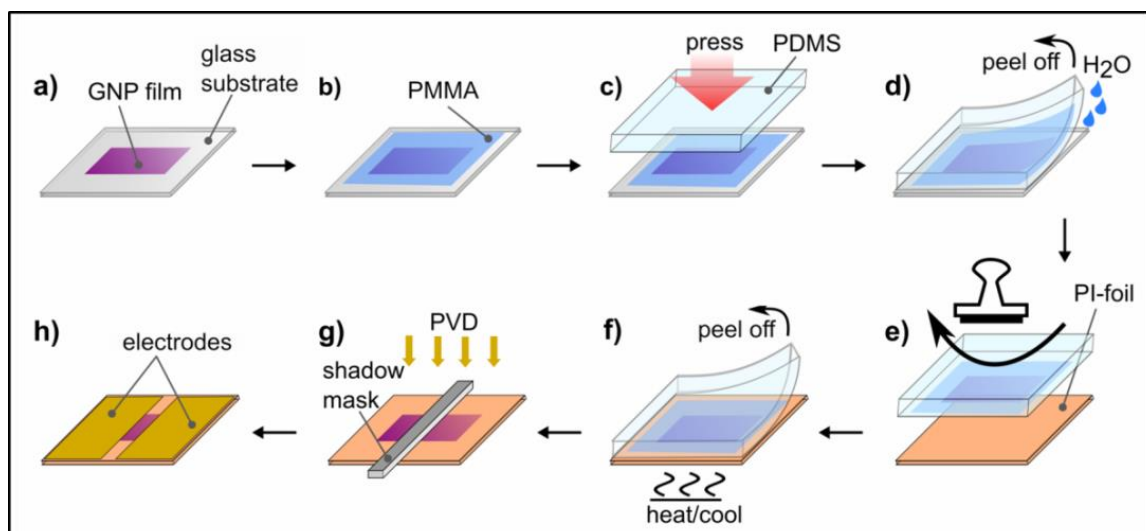 a)
GNP film
glass
substrate
b)
PMMA
c)
press
PDMS
d)
peel off
H2O
h)
electrodes
g)
PVD
shadow
mask
f)
peel off
heat/cool
e)
PI-foil